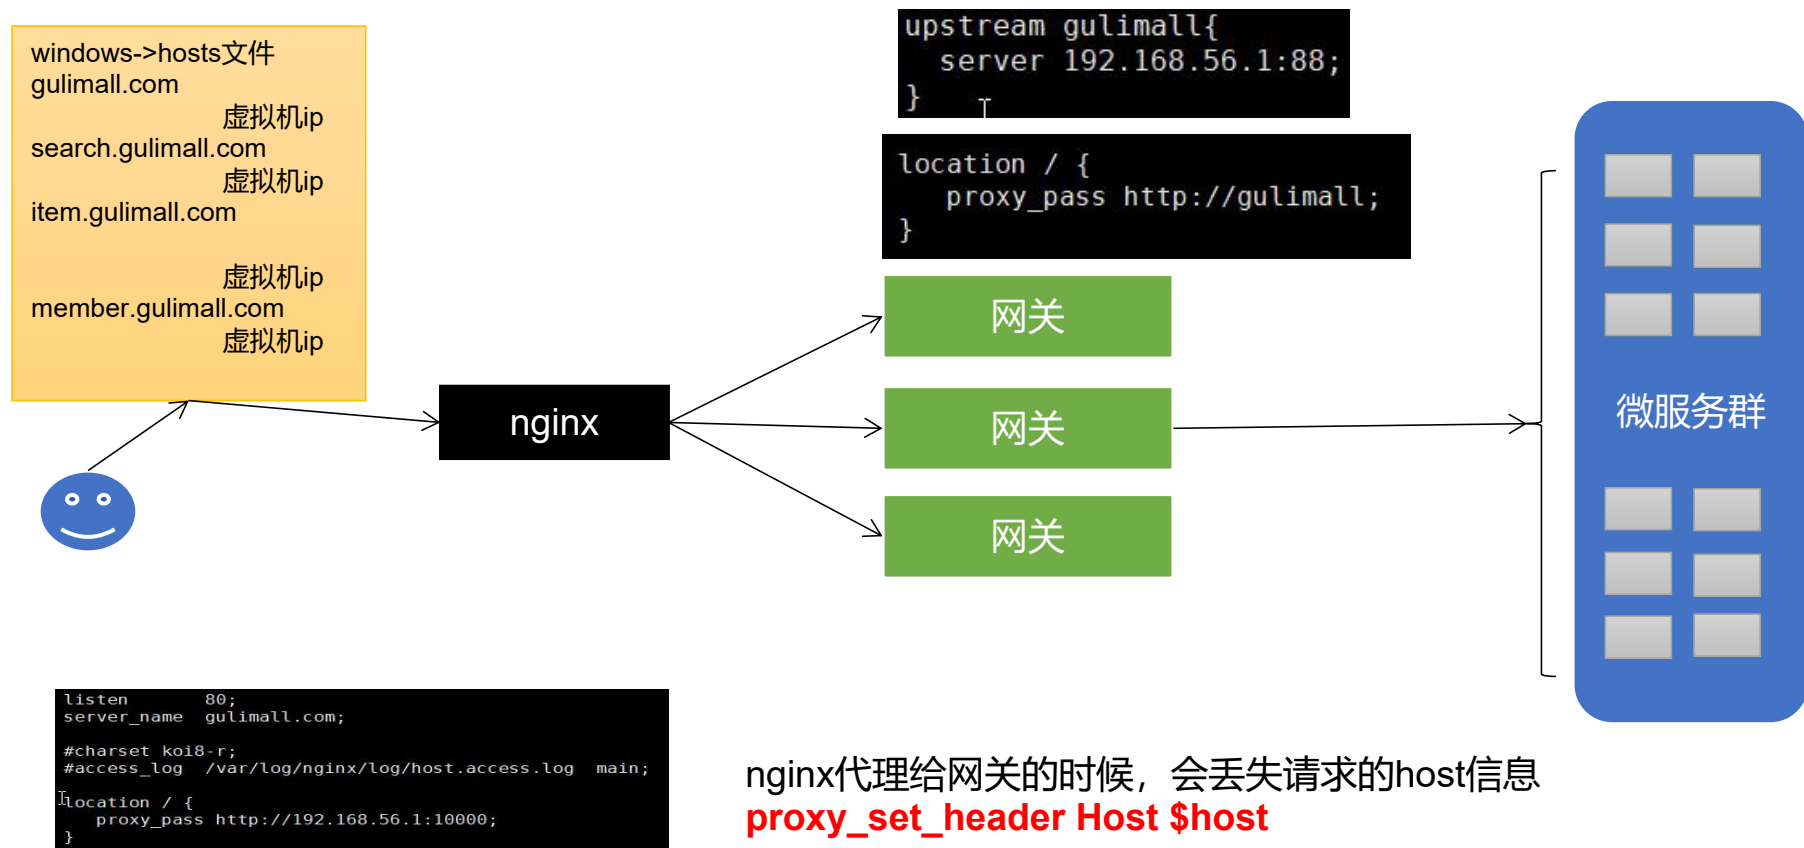 windows->hosts文件
gulimall.com
虚拟机ip
search.gulimall.com
虚拟机ip
item.gulimall.com
虚拟机ip
member.gulimall.com
虚拟机ip
upstream gulimall{
server 192.168.56.1:88;
}
location / {
proxy_pass http://gulimall;
}
网关
nginx
网关
网关
微服务群
listen 80;
server_name gulimall.com;
#charset koi8-r;
#access_log /var/log/nginx/log/host.access.log main;
location / {
proxy_pass http://192.168.56.1:10000;
}
nginx代理给网关的时候，会丢失请求的host信息
proxy_set_header Host $host